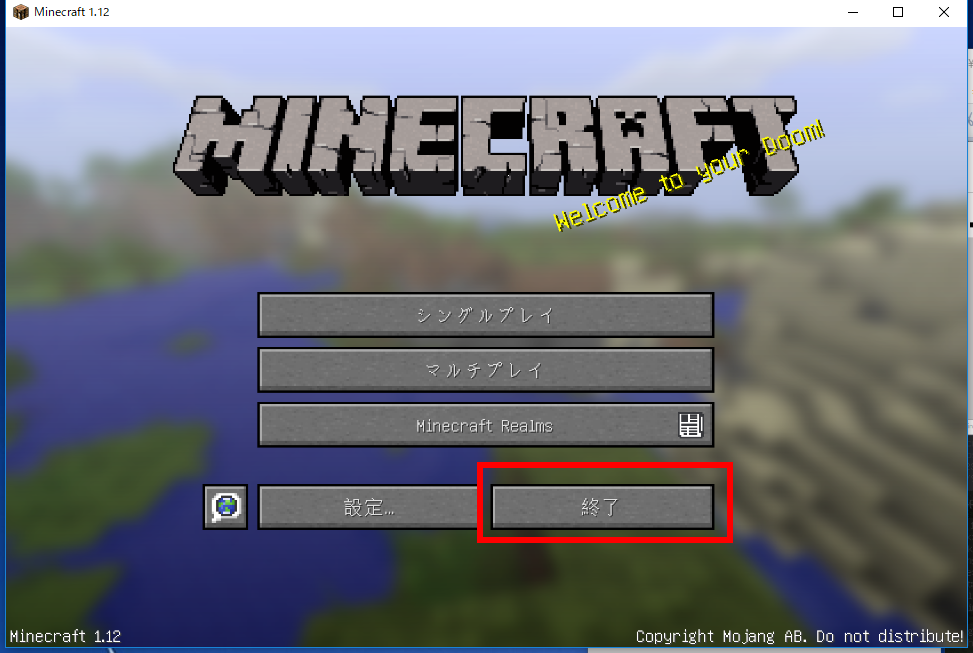 Minecraft 1.12
MINECRAFT
Welcome to your Doom!
シングルプレイ
マルチプレイ
Minecraft Realms
設定...
終了
Minecraft 1.12
Copyright Mojang AB. Do not distribute!